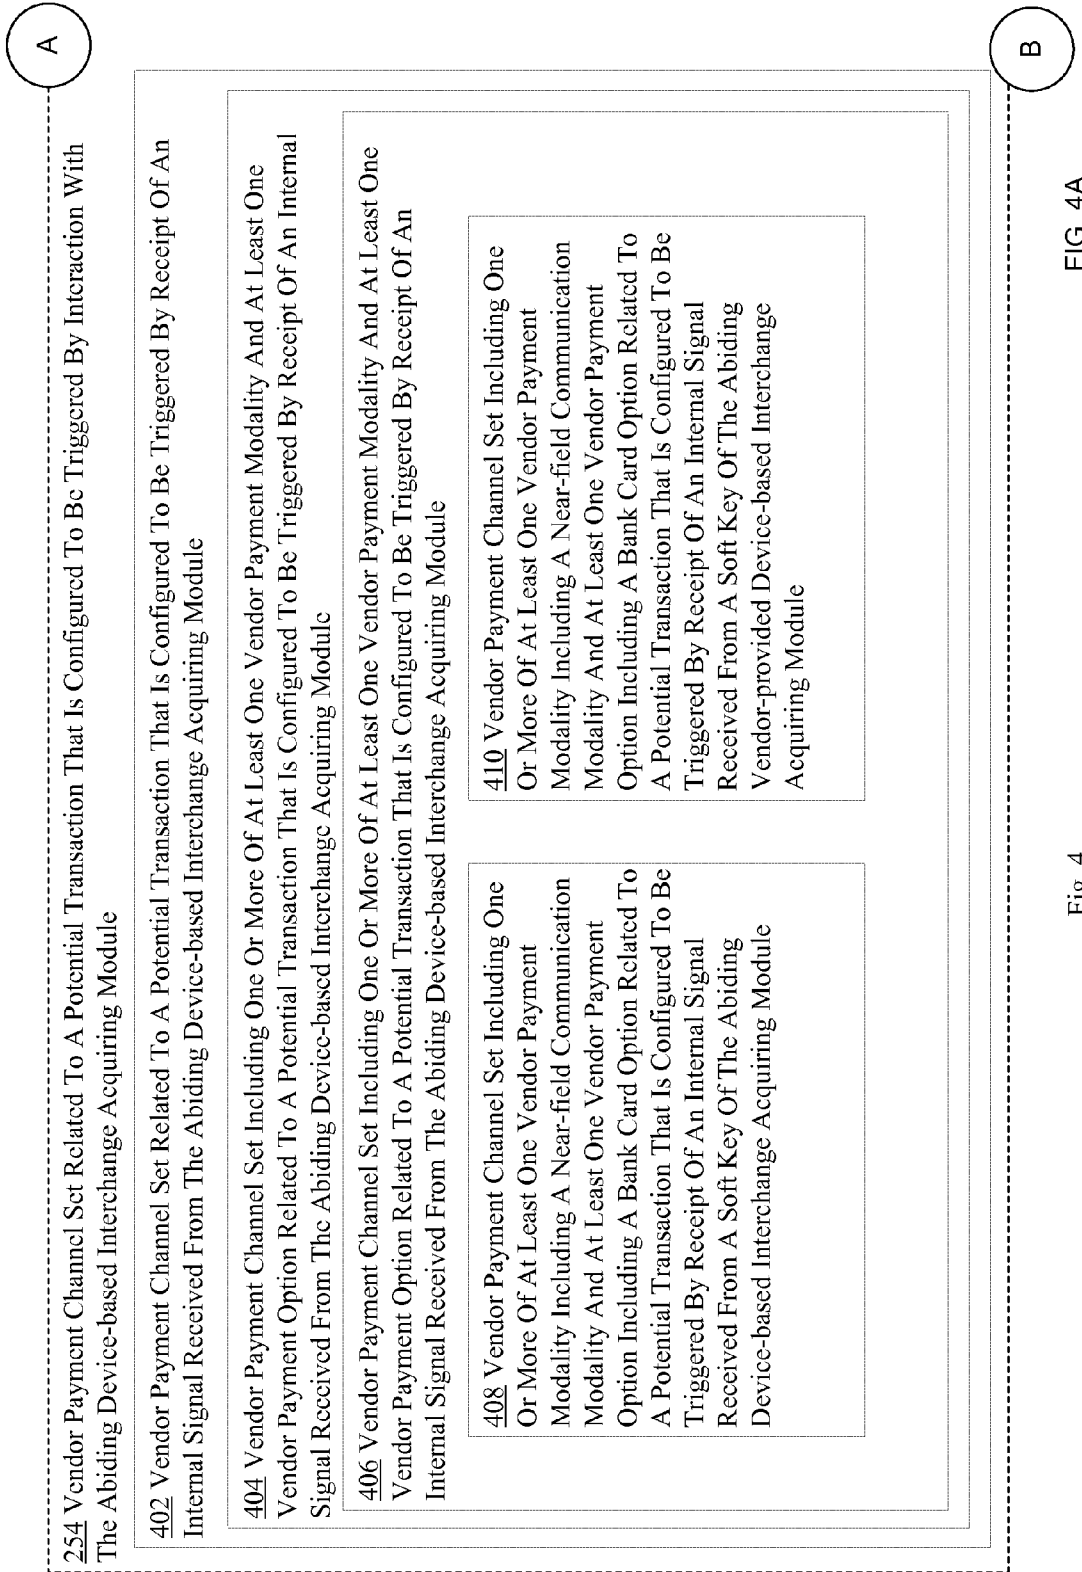 A
254 Vendor Payment Channel Set Related To A Potential Transaction That Is Configured To Be Triggered By Interaction With
The Abiding Device-based Interchange Acquiring Module
402 Vendor Payment Channel Set Related To A Potential Transaction That Is Configured To Be Triggered By Receipt Of An
Internal Signal Received From The Abiding Device-based Interchange Acquiring Module
404 Vendor Payment Channel Set Including One Or More Of At Least One Vendor Payment Modality And At Least One
Vendor Payment Option Related To A Potential Transaction That Is Configured To Be Triggered By Receipt Of An Internal
Signal Received From The Abiding Device-based Interchange Acquiring Module
406 Vendor Payment Channel Set Including One Or More Of At Least One Vendor Payment Modality And At Least One
Vendor Payment Option Related To A Potential Transaction That Is Configured To Be Triggered By Receipt Of An
Internal Signal Received From The Abiding Device-based Interchange Acquiring Module
408 Vendor Payment Channel Set Including One
Or More Of At Least One Vendor Payment
Modality Including A Near-field Communication
Modality And At Least One Vendor Payment
Option Including A Bank Card Option Related To
A Potential Transaction That Is Configured To Be
Triggered By Receipt Of An Internal Signal
Received From A Soft Key Of The Abiding
Device-based Interchange Acquiring Module
410 Vendor Payment Channel Set Including One
Or More Of At Least One Vendor Payment
Modality Including A Near-field Communication
Modality And At Least One Vendor Payment
Option Including A Bank Card Option Related To
A Potential Transaction That Is Configured To Be
Triggered By Receipt Of An Internal Signal
Received From A Soft Key Of The Abiding
Vendor-provided Device-based Interchange
Acquiring Module
B
Fig. 4
FIG. 4A